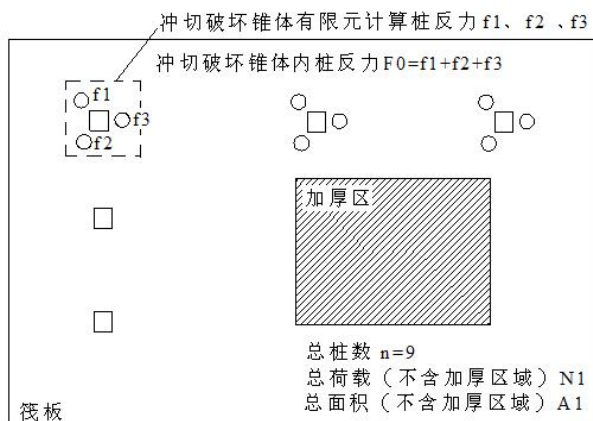 冲切破坏锥体有限元计算桩反力f1、f2 、f3
冲切破坏锥体内桩反力F0=f1+f2+f3
f1
f3
f2
加厚区
总桩数 n=9
总荷载（不含加厚区域）N1
总面积（不含加厚区域）A1
筏板